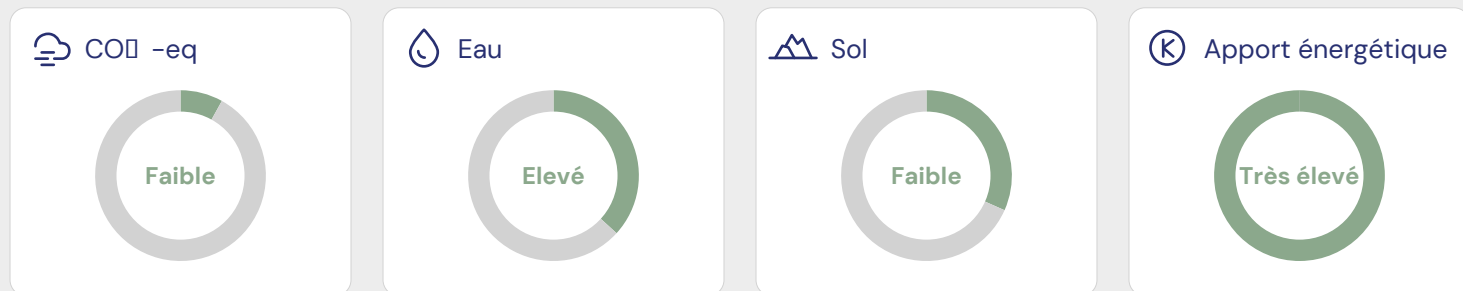 CO▯ -eq
Eau
Sol
Apport énergétique
Faible
Elevé
Faible
Très élevé